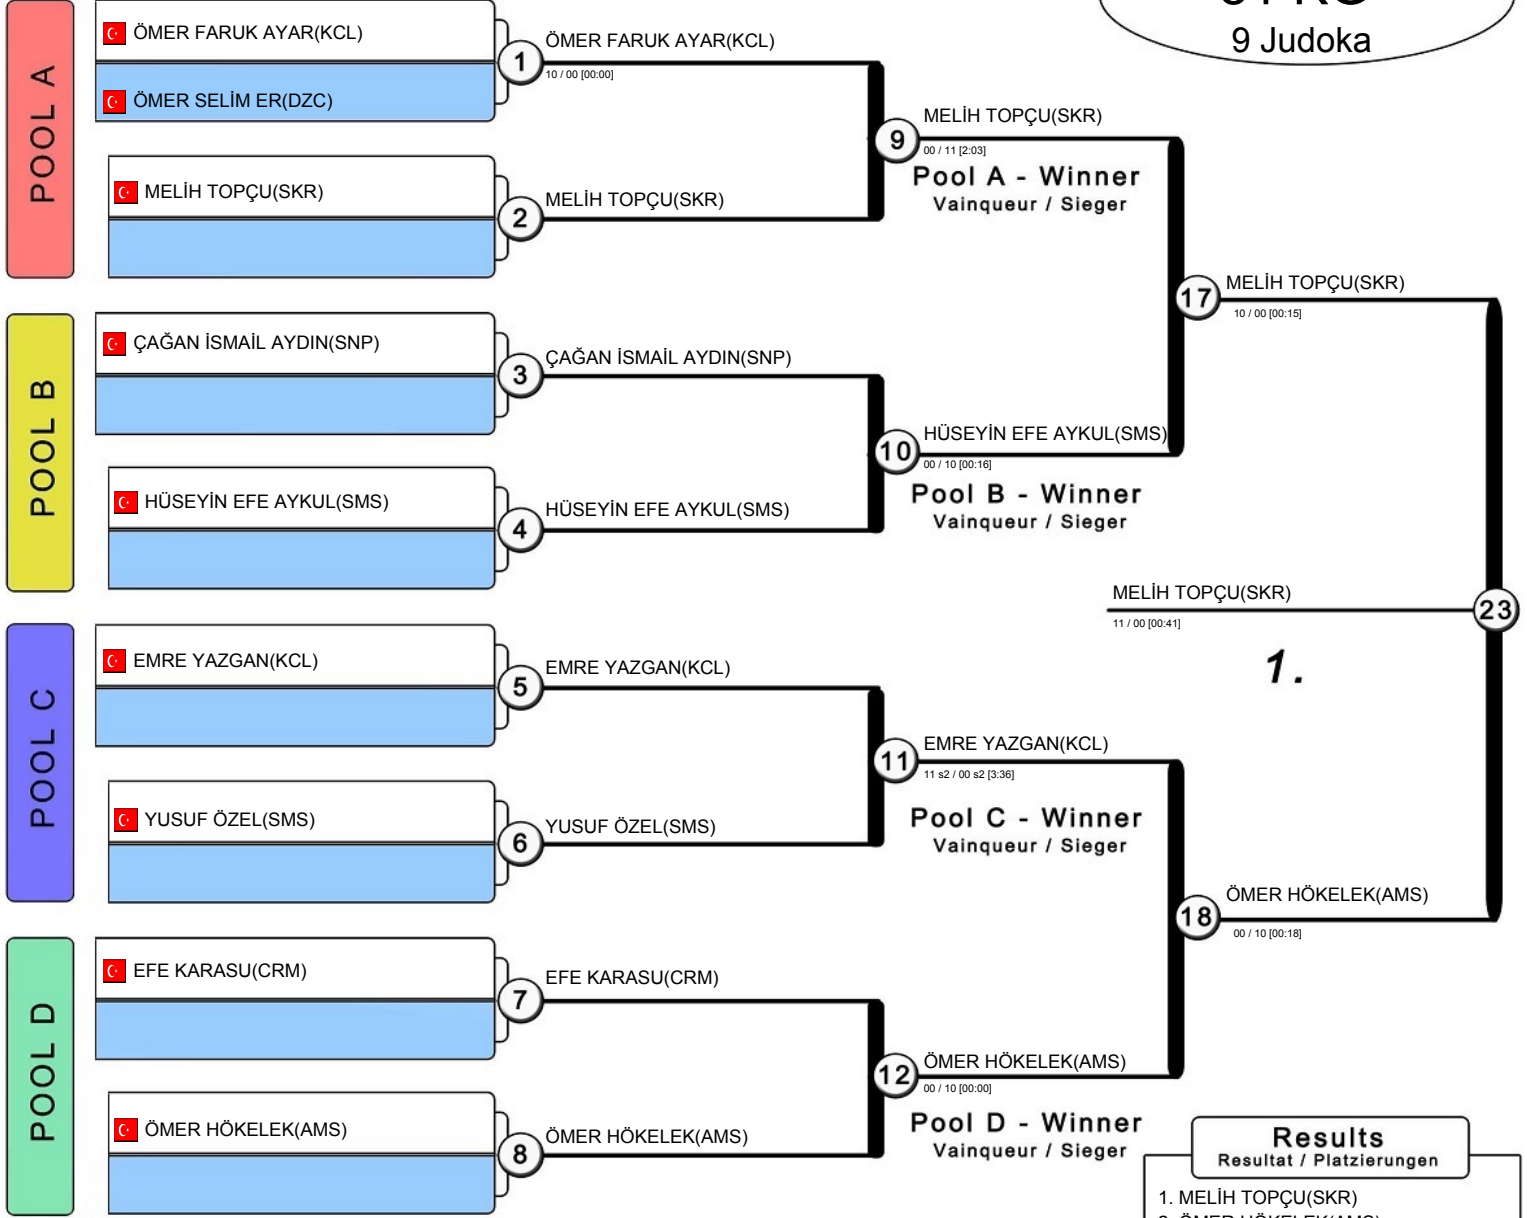 9 Judoka
POOL A
ÖMER FARUK AYAR(KCL)
ÖMER SELİM ER(DZC)
MELİH TOPÇU(SKR)
1
ÖMER FARUK AYAR(KCL)
10 / 00 [00:00]
2
MELİH TOPÇU(SKR)
9
MELİH TOPÇU(SKR)
00 / 11 [2:03]
Pool A - Winner
Vainqueur / Sieger
POOL B
ÇAĞAN İSMAİL AYDIN(SNP)
HÜSEYİN EFE AYKUL(SMS)
3
ÇAĞAN İSMAİL AYDIN(SNP)
4
HÜSEYİN EFE AYKUL(SMS)
10
HÜSEYİN EFE AYKUL(SMS)
00 / 10 [00:16]
Pool B - Winner
Vainqueur / Sieger
17
MELİH TOPÇU(SKR)
10 / 00 [00:15]
MELİH TOPÇU(SKR)
11 / 00 [00:41]
23
1.
POOL C
EMRE YAZGAN(KCL)
YUSUF ÖZEL(SMS)
5
EMRE YAZGAN(KCL)
6
YUSUF ÖZEL(SMS)
11
EMRE YAZGAN(KCL)
11 s2 / 00 s2 [3:36]
Pool C - Winner
Vainqueur / Sieger
18
ÖMER HÖKELEK(AMS)
00 / 10 [00:18]
POOL D
EFE KARASU(CRM)
ÖMER HÖKELEK(AMS)
7
EFE KARASU(CRM)
8
ÖMER HÖKELEK(AMS)
12
ÖMER HÖKELEK(AMS)
00 / 10 [00:00]
Pool D - Winner
Vainqueur / Sieger
Results
Resultat / Platzierungen
1. MELİH TOPÇU(SKR)